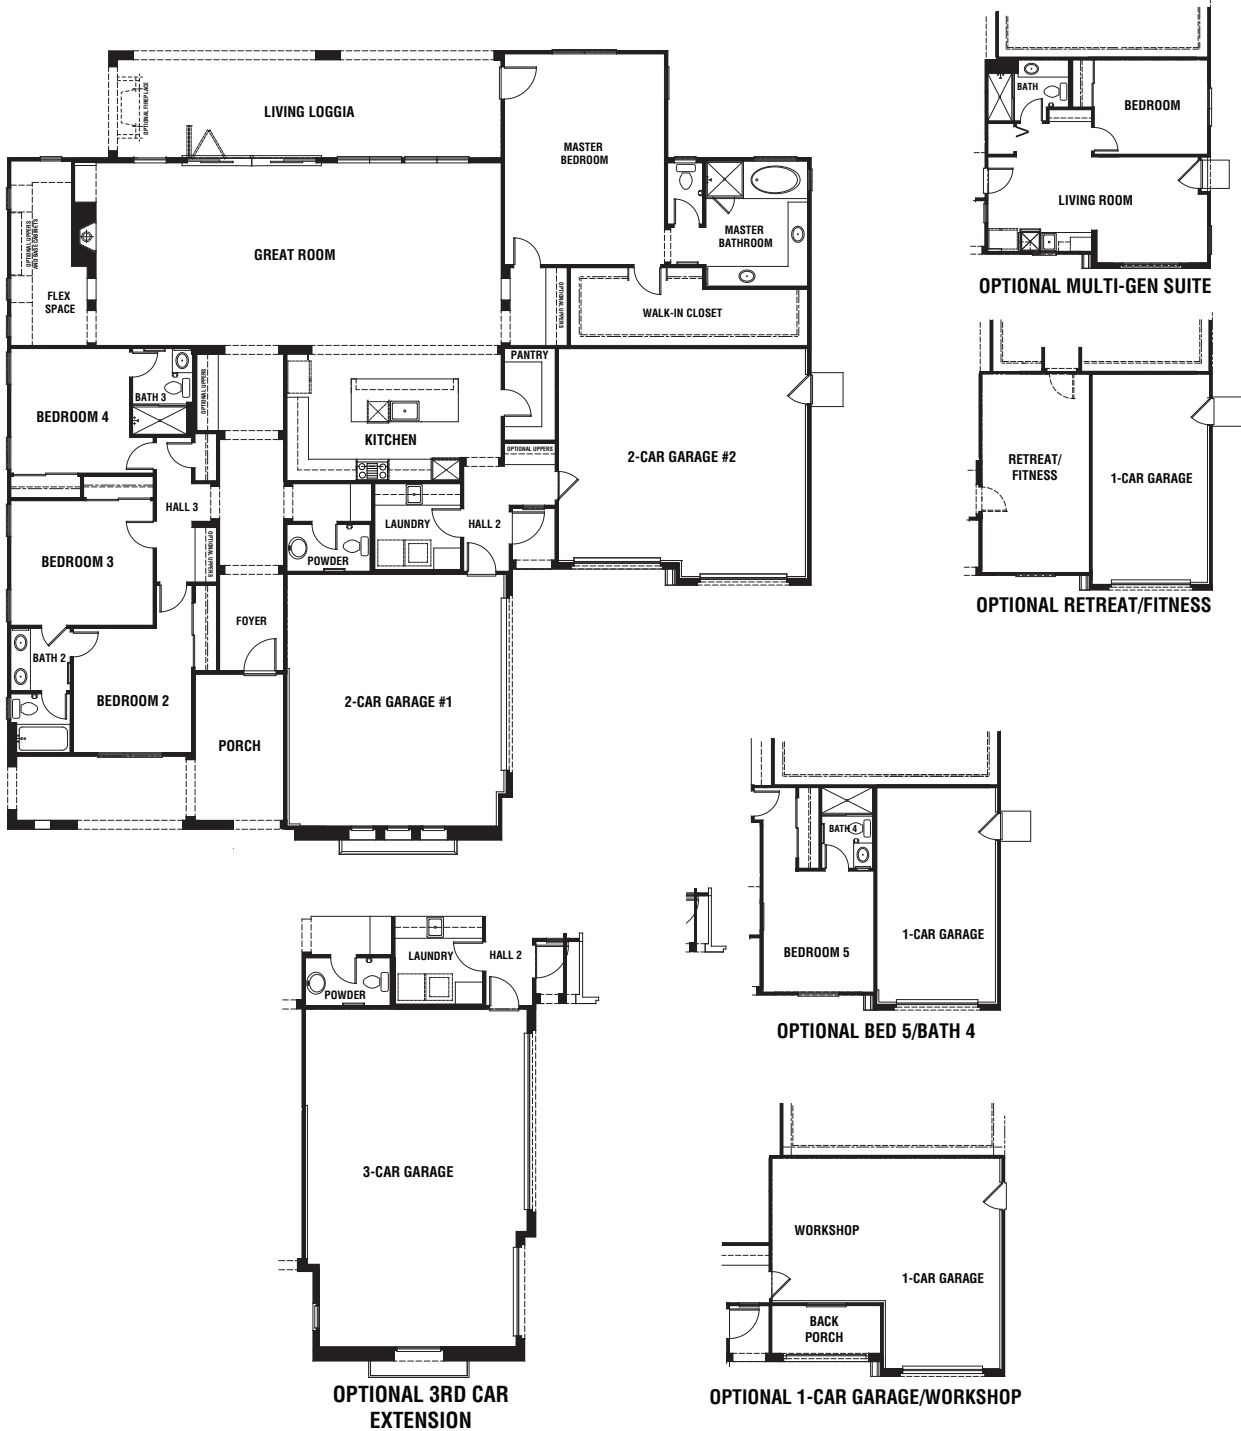 LIVING LOGGIA
OPTIONAL FIREPLACE
MASTER
BEDROOM
GREAT ROOM
MASTER
BATHROOM
OPTIONAL UPPERS
AND BASE CABINETS
FLEX
SPACE
OPTIONAL UPPERS
WALK-IN CLOSET
PANTRY
BATH 3
OPTIONAL UPPERS
BEDROOM 4
KITCHEN
OPTIONAL UPPERS
2-CAR GARAGE #2
HALL 3
LAUNDRY
HALL 2
BEDROOM 3
OPTIONAL UPPERS
POWDER
FOYER
BATH 2
BEDROOM 2
2-CAR GARAGE #1
PORCH
BATH
BEDROOM
LIVING ROOM
OPTIONAL MULTI-GEN SUITE
RETREAT/
FITNESS
1-CAR GARAGE
OPTIONAL RETREAT/FITNESS
BATH 4
1-CAR GARAGE
BEDROOM 5
OPTIONAL BED 5/BATH 4
LAUNDRY
HALL 2
POWDER
3-CAR GARAGE
OPTIONAL 3RD CAR
EXTENSION
WORKSHOP
1-CAR GARAGE
BACK
PORCH
OPTIONAL 1-CAR GARAGE/WORKSHOP